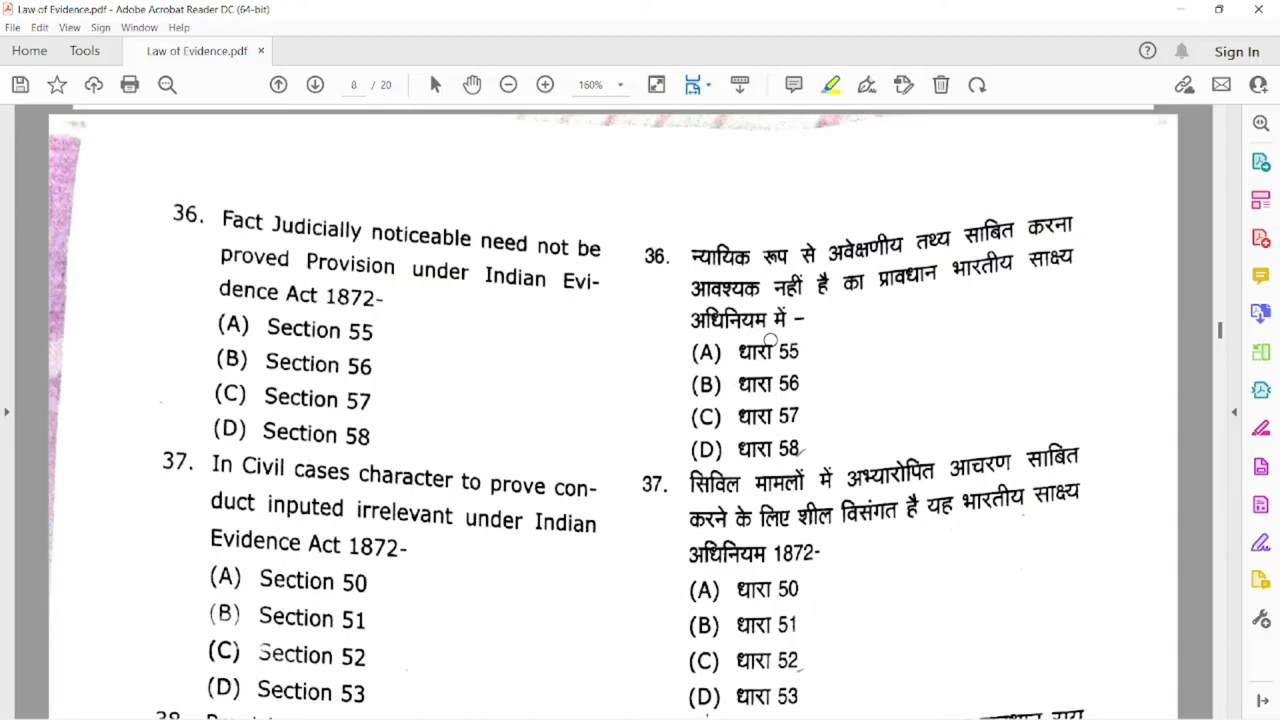 Law of Evidence.pdf - Adobe Acrobat Reader DC (64-bit)
File Edit View Sign Window Help
Home Tools Law of Evidence.pdf × Sign In
8 / 20 160%
36. Fact Judicially noticeable need not be
proved Provision under Indian Evi-
dence Act 1872-
(A) Section 55
(B) Section 56
(C) Section 57
(D) Section 58
37. In Civil cases character to prove con-
duct inputed irrelevant under Indian
Evidence Act 1872-
(A) Section 50
(B) Section 51
(C) Section 52
(D) Section 53
38.
36. न्यायिक रूप से अवेक्षणीय तथ्य साबित करना
आवश्यक नहीं है का प्रावधान भारतीय साक्ष्य
अधिनियम में –
(A) धारा 55
(B) धारा 56
(C) धारा 57
(D) धारा 58
37. सिविल मामलों में अभ्यारोपित आचरण साबित
करने के लिए शील विसंगत है यह भारतीय साक्ष्य
अधिनियम 1872-
(A) धारा 50
(B) धारा 51
(C) धारा 52
(D) धारा 53